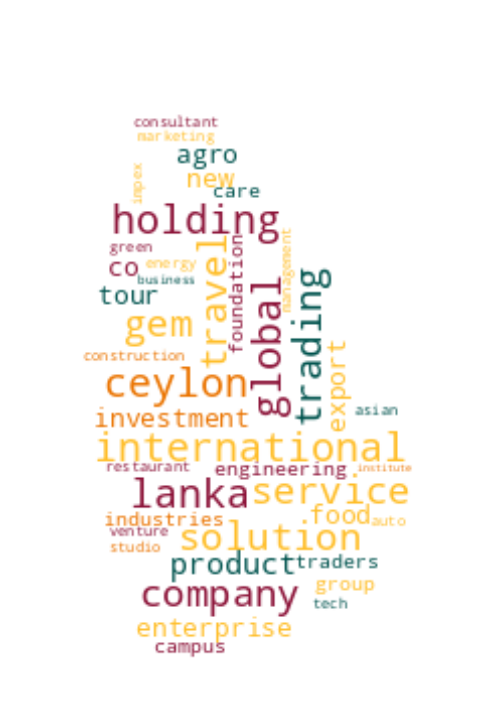 consultant
marketing
agro
impex
new
care
holding
green
travel
foundation
management
co
energy
business
global
trading
tour
gem
export
construction
ceylon
asian
investment
international
restaurant
engineering
institute
lanka
service
industries
food
auto
venture
solution
studio
product
traders
company
group
tech
enterprise
campus